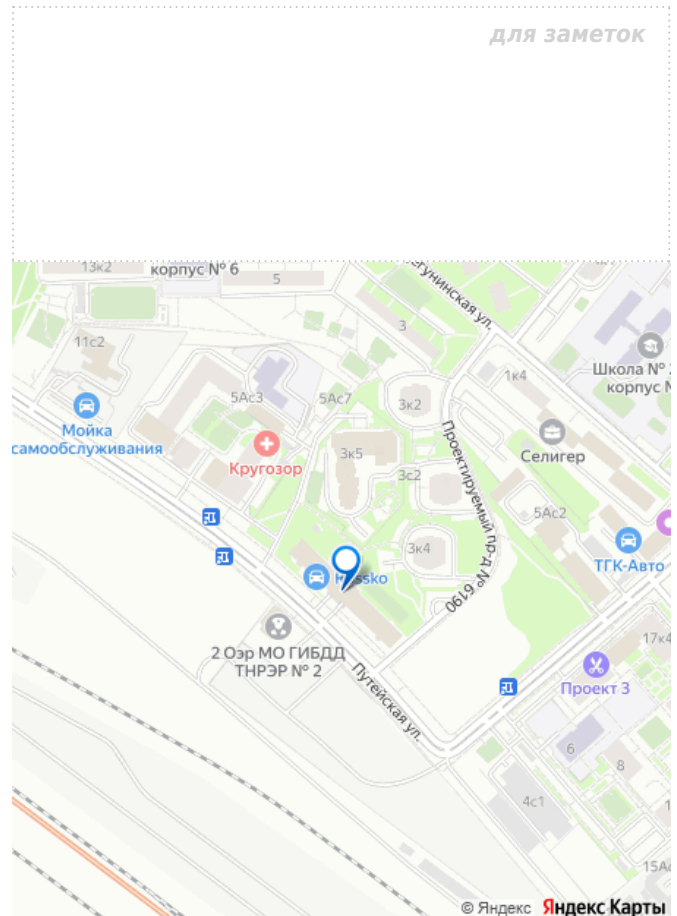 для заметок
13к2
корпус № 6
5
3
11с2
1к4
Школа №
корпус
5Ас3
5Ас7
3к2
Мойка
самообслуживания
Кругозор
3к5
Проектируемый пр-д № 6190
Селигер
3с2
5Ас2
3к4
ТГК-Авто
2 Оэр МО ГИБДД
ТНРЭР № 2
Путейская ул.
17к4
Проект 3
6
8
4с1
© Яндекс Яндекс Карты